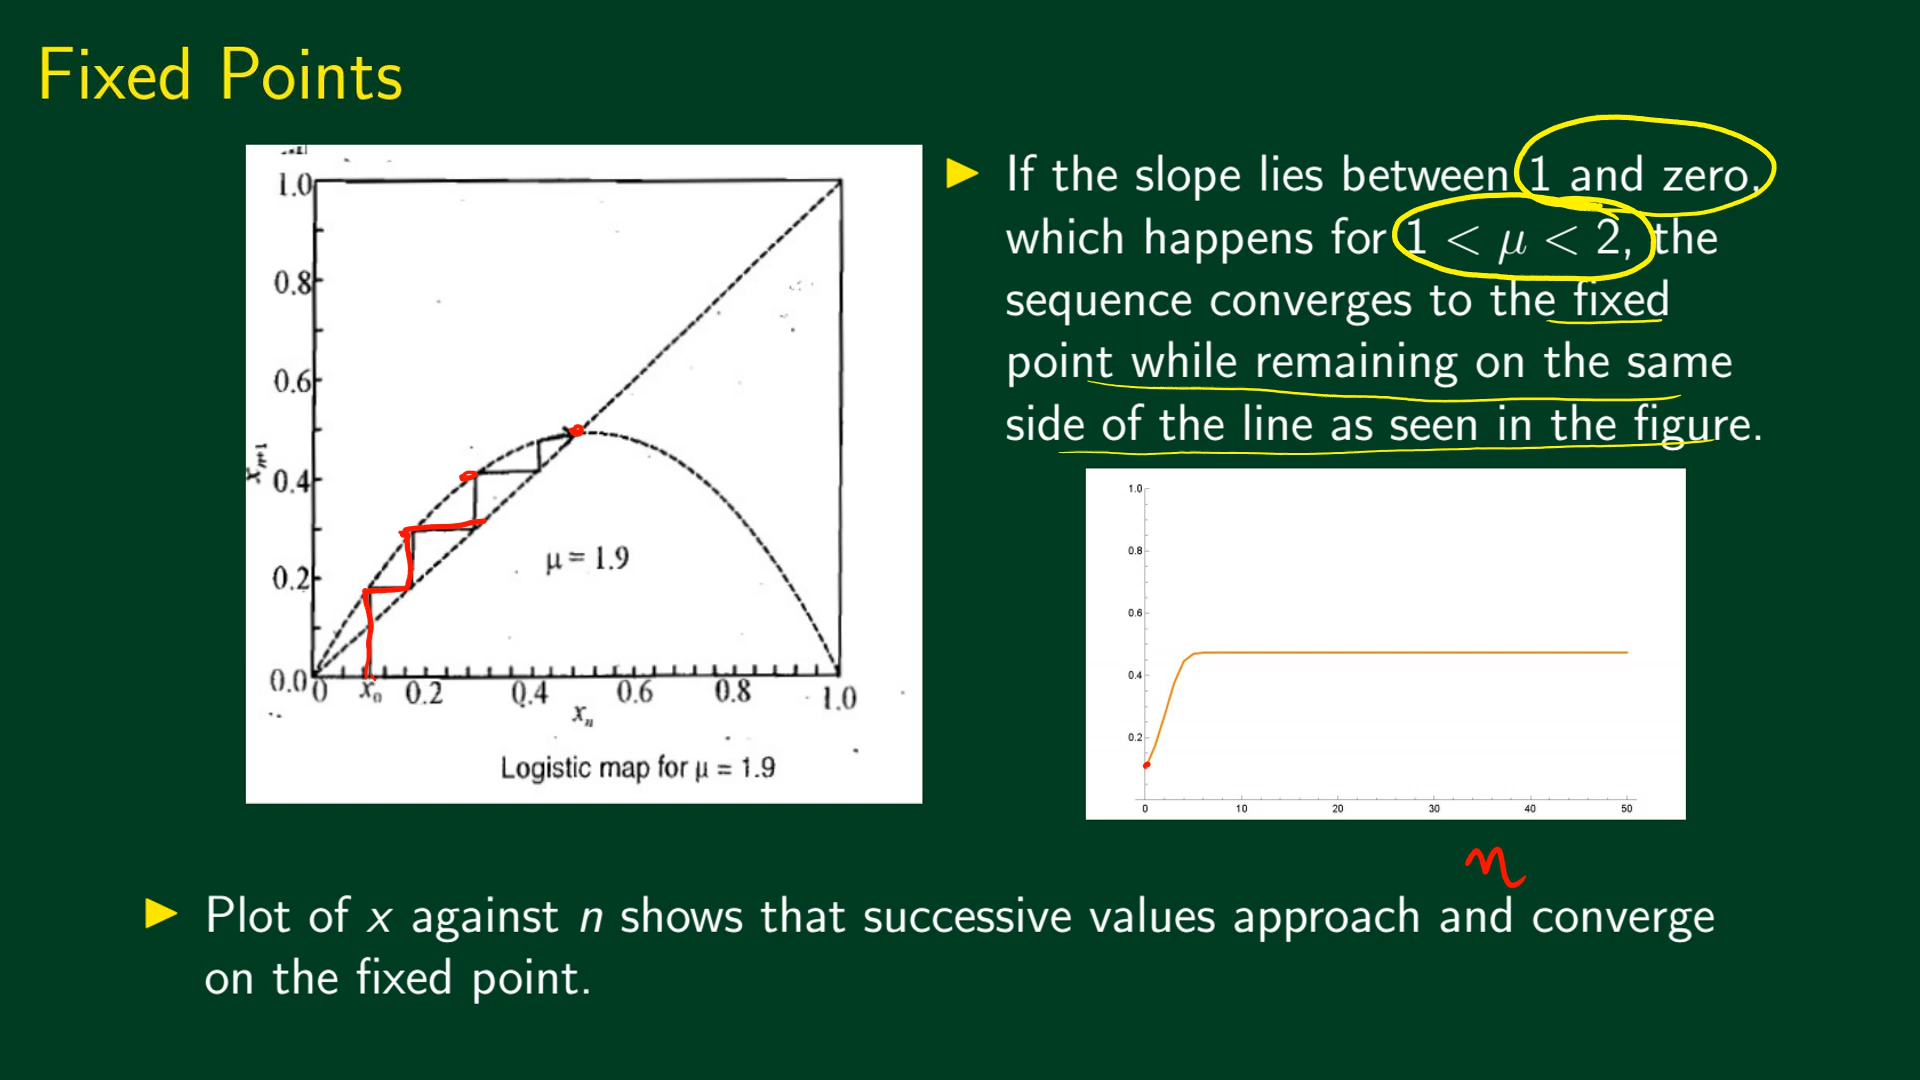 Fixed Points
1.0
0.8
0.6
0.4
0.2
0.0
x_{n+1}
μ = 1.9
0 x₀ 0.2 0.4 0.6 0.8 1.0
xₙ
Logistic map for μ = 1.9
▶ If the slope lies between 1 and zero,
which happens for 1 < μ < 2, the
sequence converges to the fixed
point while remaining on the same
side of the line as seen in the figure.
1.0
0.8
0.6
0.4
0.2
0 10 20 30 40 50
n
▶ Plot of x against n shows that successive values approach and converge
on the fixed point.